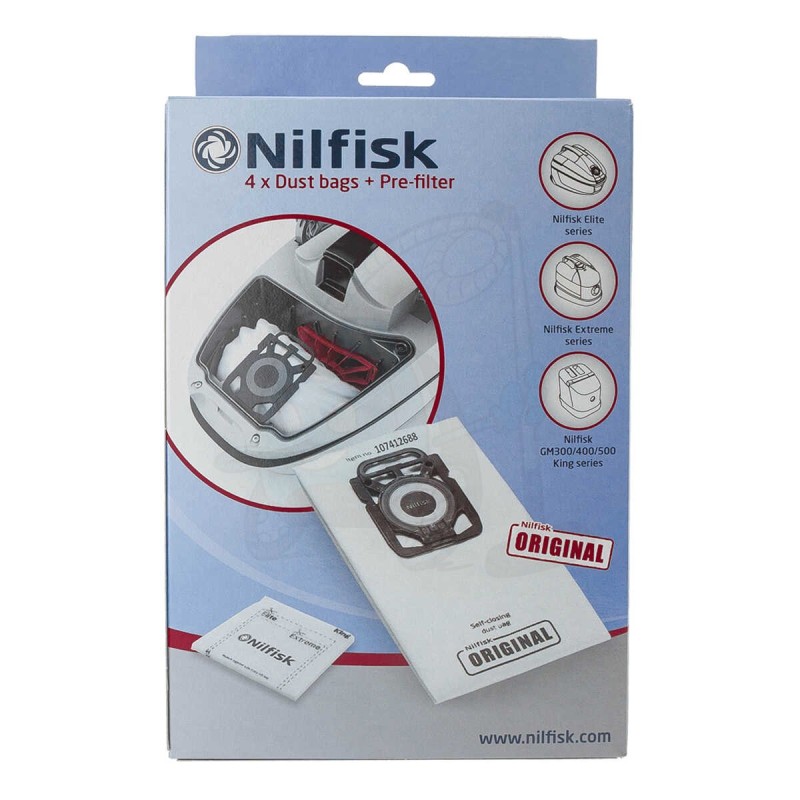 Nilfisk
4 x Dust bags + Pre-filter
Nilfisk Elite
series
Nilfisk Extreme
series
Nilfisk
GM300/400/500
King series
107412688
Nilfisk
Nilfisk
ORIGINAL
Self-closing
dust bag
Nilfisk
ORIGINAL
Elite
Extreme
King
Nilfisk
www.nilfisk.com